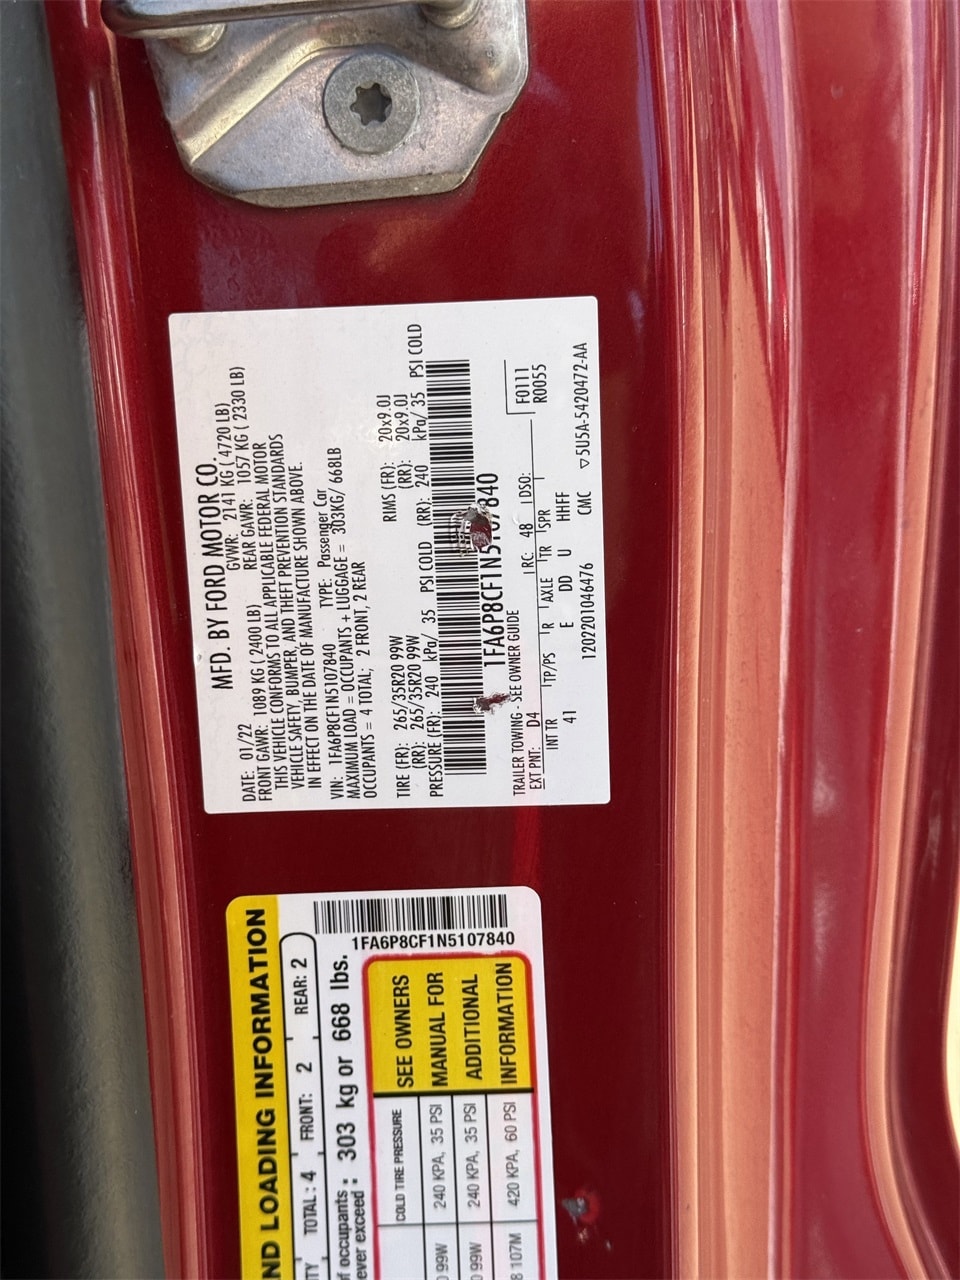 MFD. BY FORD MOTOR CO.
DATE: 01/22 GVWR: 2141 KG ( 4720 LB)
FRONT GAWR: 1089 KG ( 2400 LB) REAR GAWR: 1057 KG ( 2330 LB)
THIS VEHICLE CONFORMS TO ALL APPLICABLE FEDERAL MOTOR
VEHICLE SAFETY, BUMPER, AND THEFT PREVENTION STANDARDS
IN EFFECT ON THE DATE OF MANUFACTURE SHOWN ABOVE.
VIN: 1FA6P8CF1N5107840 TYPE: Passenger Car
MAXIMUM LOAD = OCCUPANTS + LUGGAGE = 303KG/ 668LB
OCCUPANTS = 4 TOTAL; 2 FRONT, 2 REAR
TIRE (FR): 265/35R20 99W RIMS (FR): 20x9.0J
(RR): 265/35R20 99W (RR): 20x9.0J
PRESSURE (FR): 240 kPa/ 35 PSI COLD (RR): 240 kPa/ 35 PSI COLD
1FA6P8CF1N5107840
TRAILER TOWING - SEE OWNER GUIDE
F0111
R0055
EXT PNT: D4 RC: 48 DSO:
INT TR TP/PS R AXLE TR SPR
41 E DD U HHFF
1202201046476 CMC ▽5U5A-5420472-AA
ND LOADING INFORMATION
TOTAL : 4 FRONT: 2 REAR: 2
of occupants
ever exceed : 303 kg or 668 lbs.
1FA6P8CF1N5107840
COLD TIRE PRESSURE
99W 240 KPA, 35 PSI
99W 240 KPA, 35 PSI
107M 420 KPA, 60 PSI
SEE OWNERS
MANUAL FOR
ADDITIONAL
INFORMATION